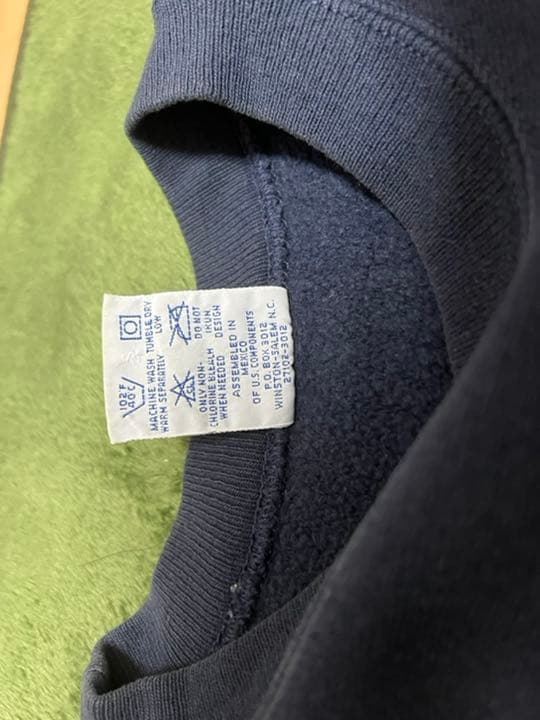 102F
40°
MACHINE WASH TUMBLE DRY
WARM SEPARATELY LOW
ONLY NON- DO NOT
CHLORINE BLEACH IRON
WHEN NEEDED DESIGN
ASSEMBLED IN
MEXICO
OF U.S. COMPONENTS
P.O. BOX 3012
WINSTON-SALEM N.C.
27102-3012